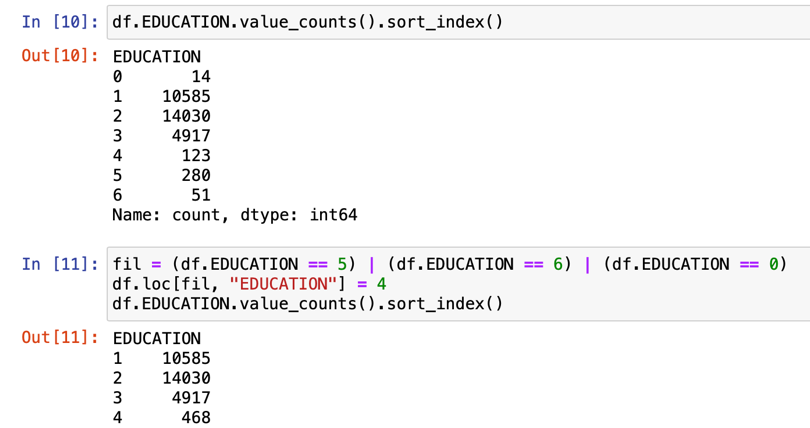 In [10]: df.EDUCATION.value_counts().sort_index()
Out[10]: EDUCATION
0 14
1 10585
2 14030
3 4917
4 123
5 280
6 51
Name: count, dtype: int64
In [11]: fil = (df.EDUCATION == 5) | (df.EDUCATION == 6) | (df.EDUCATION == 0)
df.loc[fil, "EDUCATION"] = 4
df.EDUCATION.value_counts().sort_index()
Out[11]: EDUCATION
1 10585
2 14030
3 4917
4 468